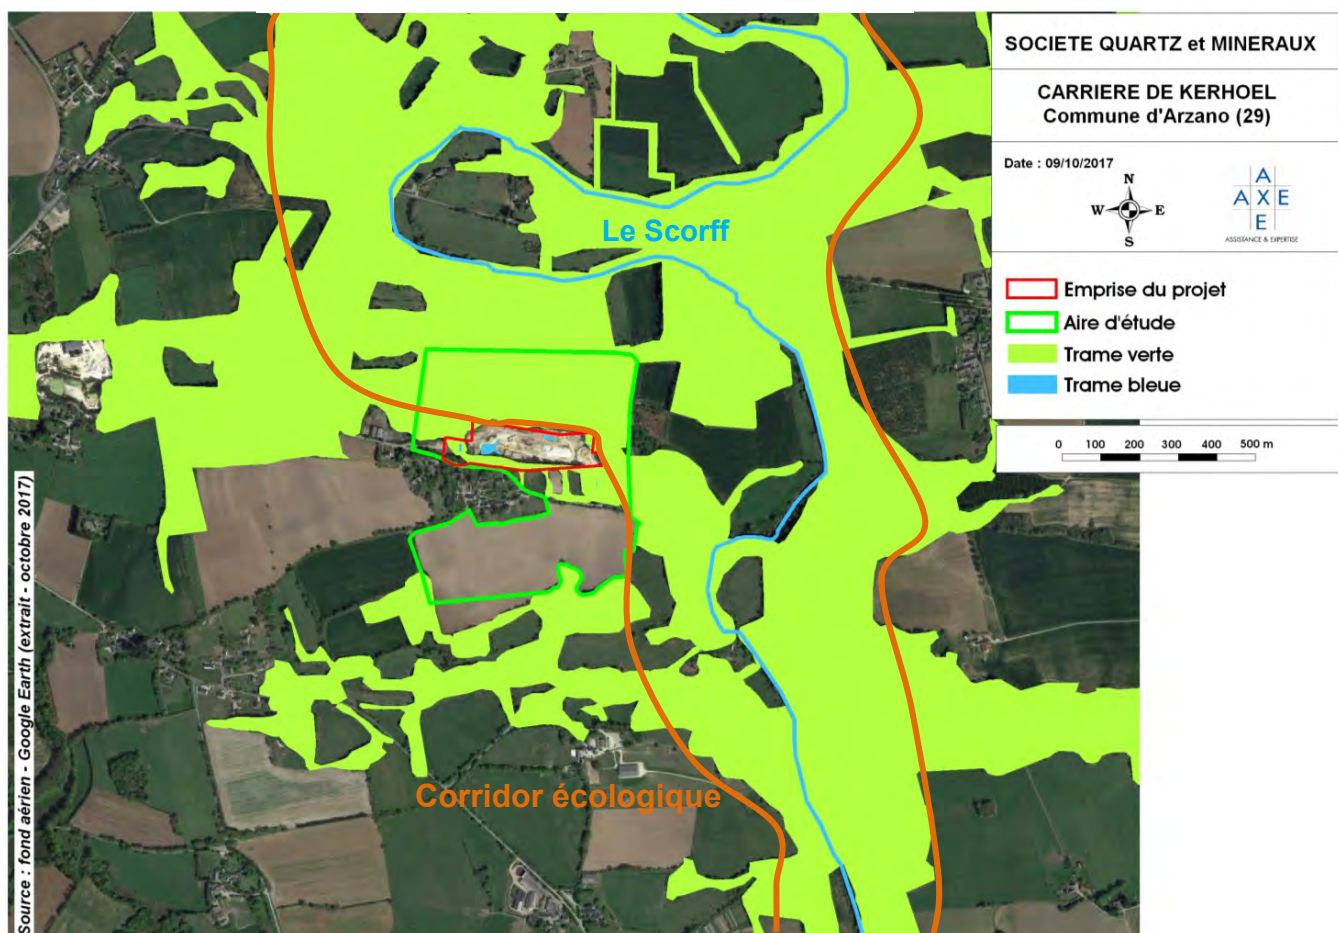 SOCIETE QUARTZ et MINERAUX
CARRIERE DE KERHOEL
Commune d'Arzano (29)
Date : 09/10/2017
N
W E
S
A
A X E
E
ASSISTANCE & EXPERTISE
Emprise du projet
Aire d'étude
Trame verte
Trame bleue
0 100 200 300 400 500 m
Le Scorff
Corridor écologique
Source : fond aérien - Google Earth (extrait - octobre 2017)